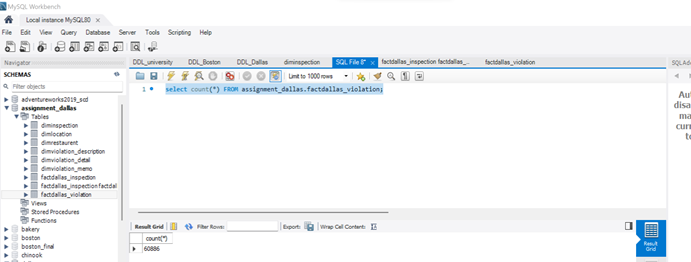 MySQL Workbench
Local instance MySQL80
File Edit View Query Database Server Tools Scripting Help
Navigator
SCHEMAS
Filter objects
adventureworks2019_scd
assignment_dallas
Tables
diminspection
dimlocation
dimrestaurent
dimviolation_description
dimviolation_detail
dimviolation_memo
factdallas_inspection
factdallas_inspection factdal
factdallas_violation
Views
Stored Procedures
Functions
bakery
boston
boston_final
chinook
DDL_university DDL_Boston DDL_Dallas diminspection SQL File 8* factdallas_inspection factdallas_... factdallas_violation
Limit to 1000 rows
1 select count(*) FROM assignment_dallas.factdallas_violation;
Result Grid Filter Rows: Export: Wrap Cell Content:
count(*)
60886
Result
Grid
SQLAd
Aut
disa
ma
curr
to